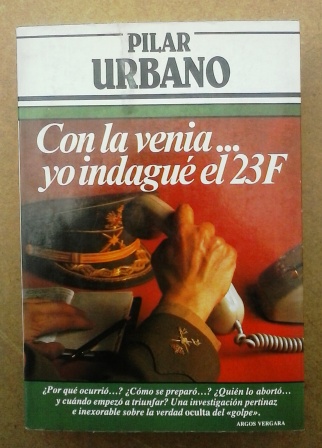 PILAR
URBANO
Con la venia...
yo indagué el 23F
¿Por qué ocurrió...? ¿Cómo se preparó...? ¿Quién lo abortó...
y cuándo empezó a triunfar? Una investigación pertinaz
e inexorable sobre la verdad oculta del «golpe».
ARGOS VERGARA